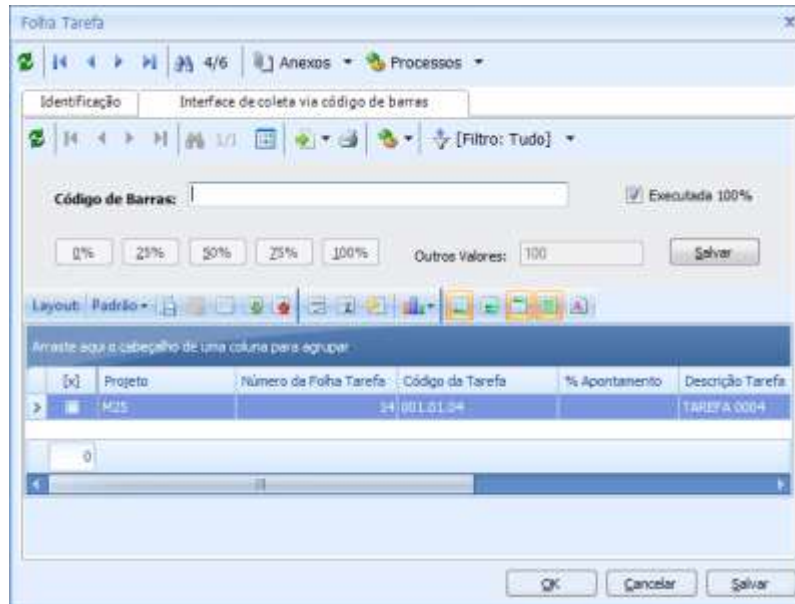 Folha Tarefa
4/6 Anexos Processos
Identificação Interface de coleta via código de barras
1/1 [Filtro: Tudo]
Código de Barras: Executada 100%
0% 25% 50% 75% 100% Outros Valores: 100 Salvar
Layout: Padrão
Arraste aqui o cabeçalho de uma coluna para agrupar
[x] Projeto Número da Folha Tarefa Código da Tarefa % Apontamento Descrição Tarefa
M25 14 001.01.04 TAREFA 0004
0
OK Cancelar Salvar